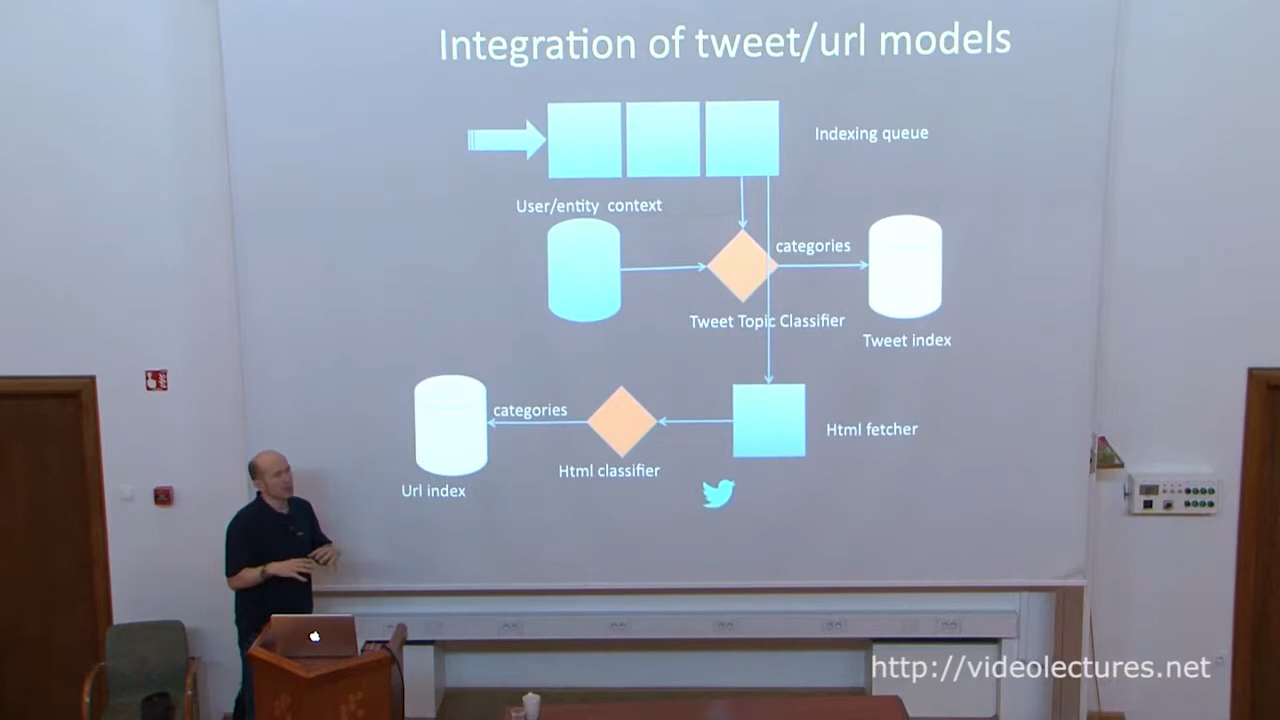 Integration of tweet/url models
Indexing queue
User/entity context
categories
Tweet Topic Classifier
Tweet index
categories
Html fetcher
Html classifier
Url index
http://videolectures.net